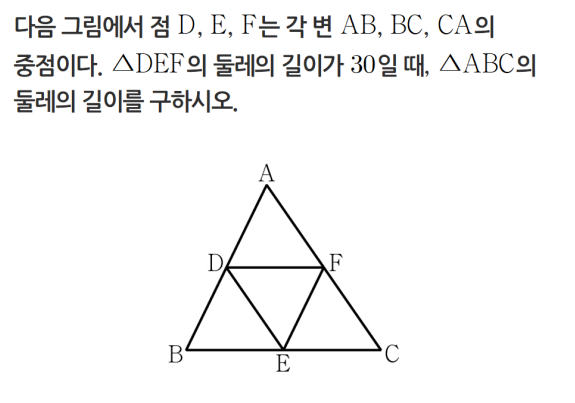 다음 그림에서 점 D, E, F는 각 변 AB, BC, CA의
중점이다. △DEF의 둘레의 길이가 30일 때, △ABC의
둘레의 길이를 구하시오.
A
D F
B E C